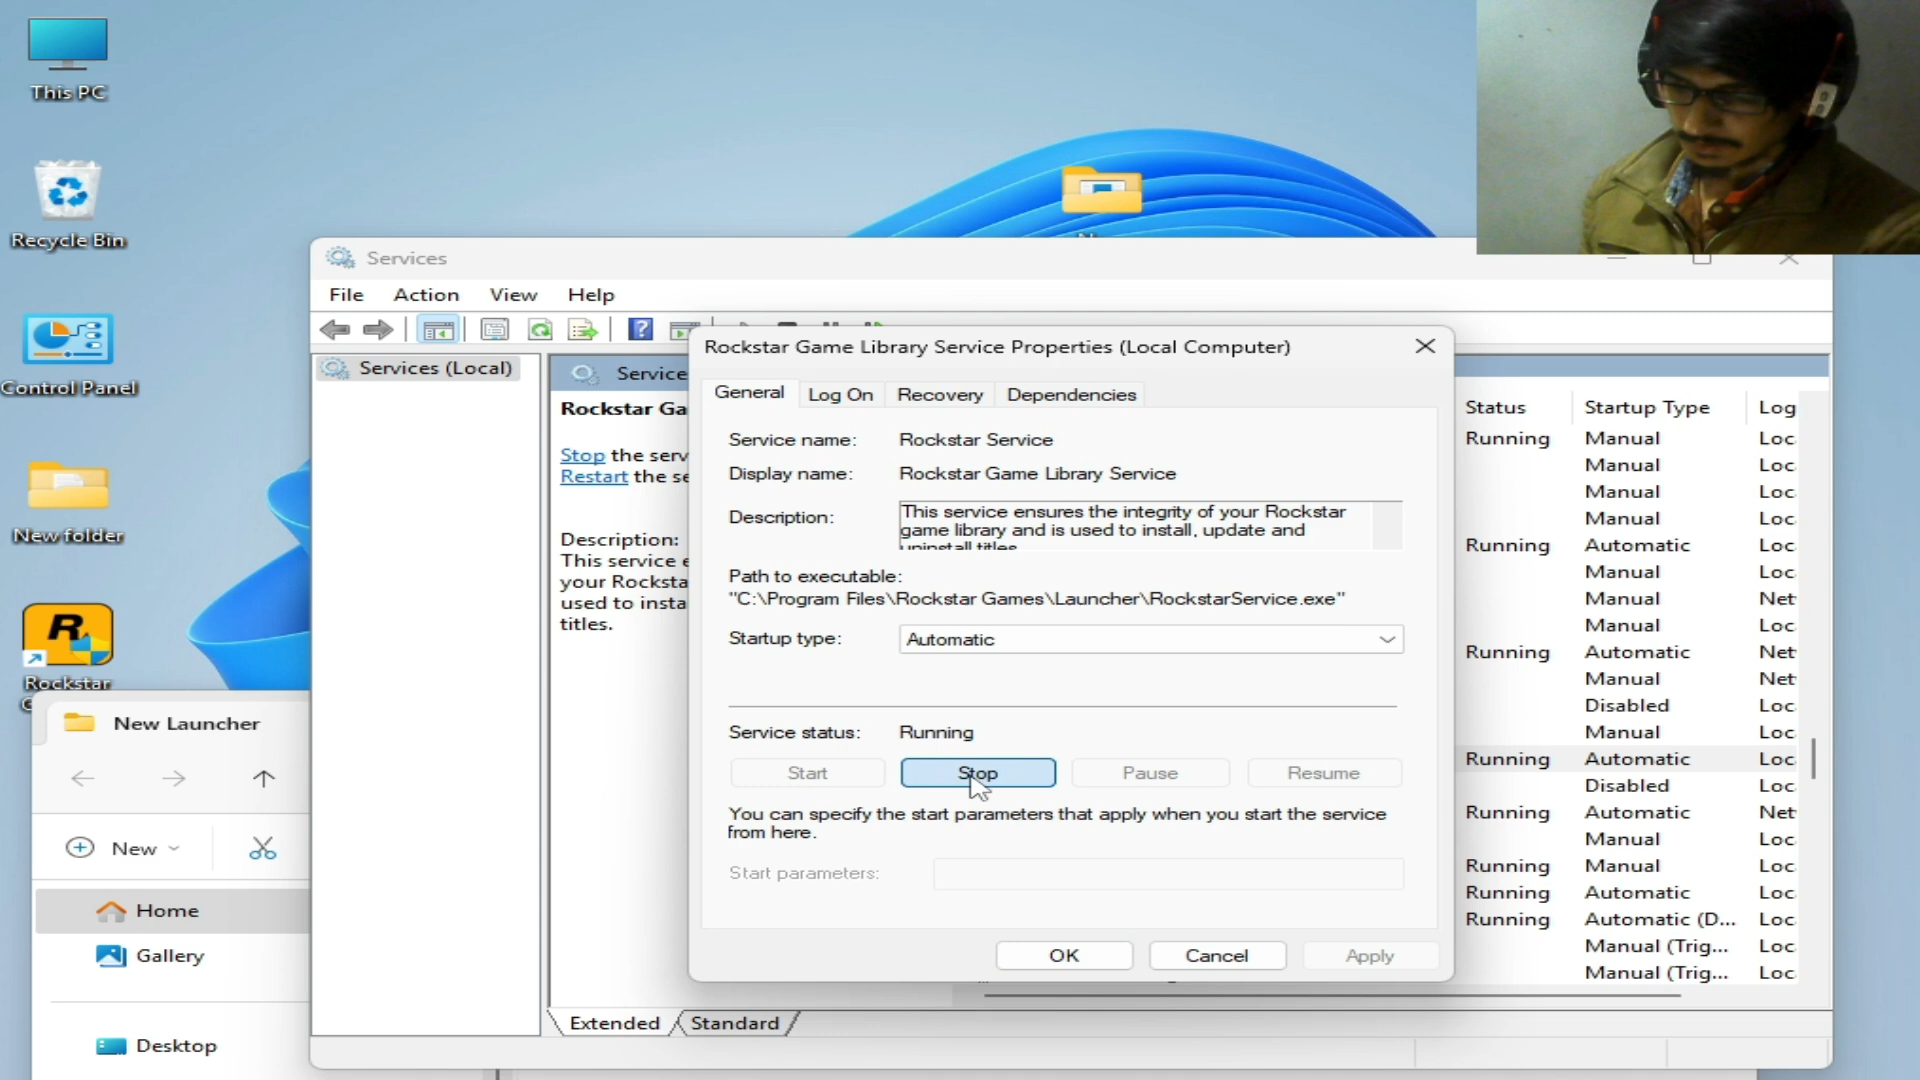 This PC
Recycle Bin
Control Panel
New folder
Rockstar
New Launcher
New
Home
Gallery
Desktop
Services
File Action View Help
Services (Local)
Service
Rockstar Ga
Stop the serv
Restart the se
Description:
This service e
your Rocksta
used to insta
titles.
Extended
Standard
Rockstar Game Library Service Properties (Local Computer)
General Log On Recovery Dependencies
Service name: Rockstar Service
Display name: Rockstar Game Library Service
Description: This service ensures the integrity of your Rockstar
game library and is used to install, update and
uninstall titles
Path to executable:
"C:\Program Files\Rockstar Games\Launcher\RockstarService.exe"
Startup type: Automatic
Service status: Running
Start Stop Pause Resume
You can specify the start parameters that apply when you start the service
from here.
Start parameters:
OK Cancel Apply
Status Startup Type Log
Running Manual Loc
Manual Loc
Manual Loc
Manual Loc
Running Automatic Loc
Manual Loc
Manual Net
Manual Loc
Running Automatic Net
Manual Net
Disabled Loc
Manual Loc
Running Automatic Loc
Disabled Loc
Running Automatic Net
Manual Loc
Running Manual Loc
Running Automatic Loc
Running Automatic (D... Loc
Manual (Trig... Loc
Manual (Trig... Loc